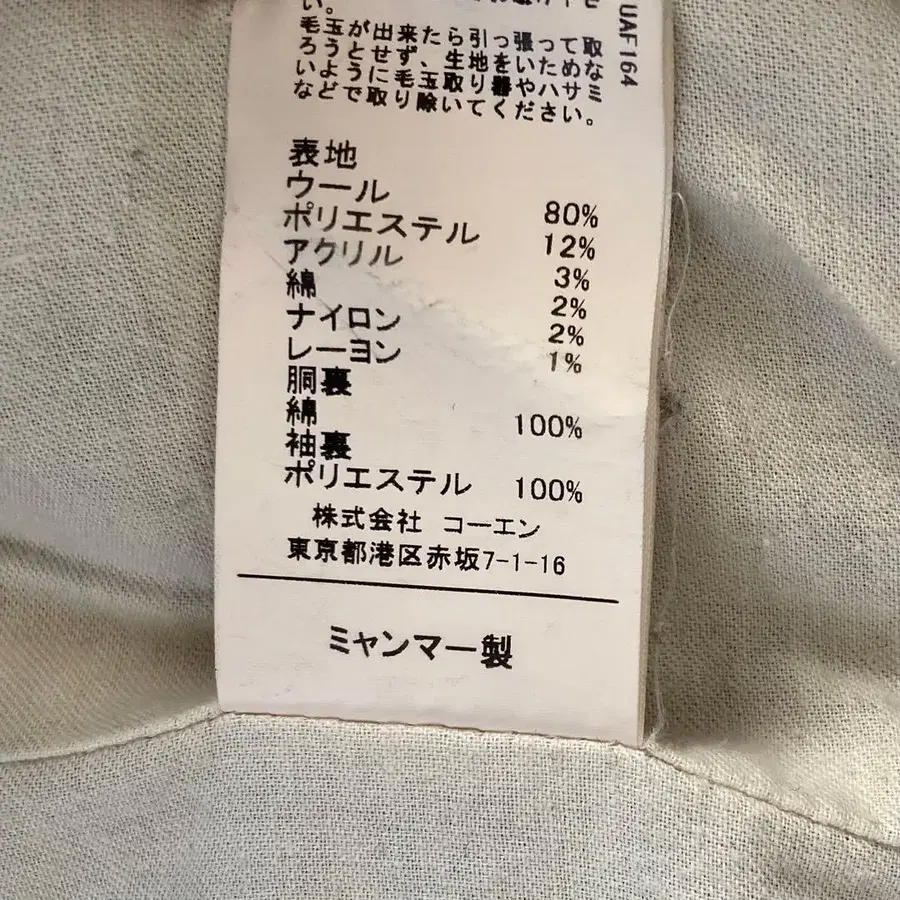 い。
毛玉が出来たら引っ張って取
ろうとせず、生地をいためな
いように毛玉取り器やハサミ
などで取り除いてください。
UAF164
表地
ウール 80%
ポリエステル 12%
アクリル 3%
綿 2%
ナイロン 2%
レーヨン 1%
胴裏
綿 100%
袖裏
ポリエステル 100%
株式会社 コーエン
東京都港区赤坂7-1-16
ミャンマー製